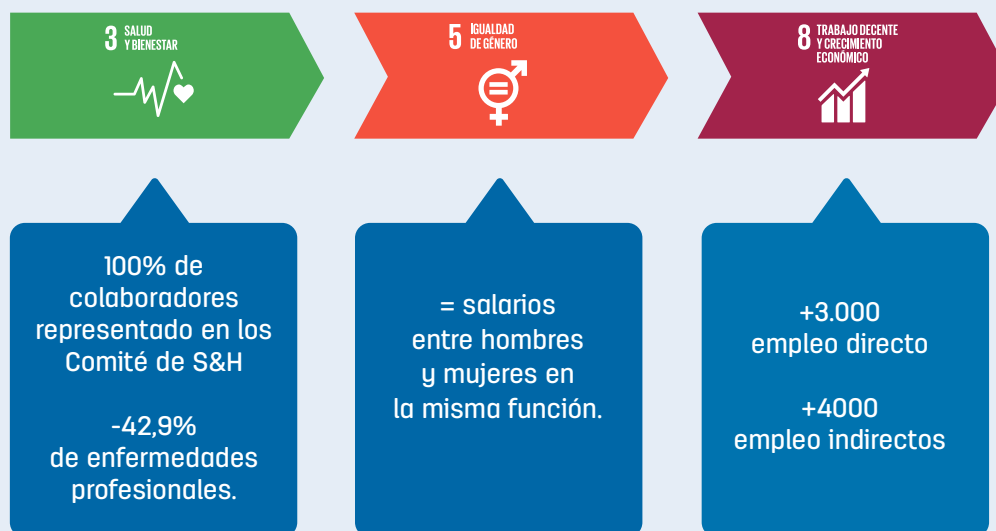 3 SALUD
Y BIENESTAR
5 IGUALDAD
DE GÉNERO
8 TRABAJO DECENTE
Y CRECIMIENTO
ECONÓMICO
100% de
colaboradores
representado en los
Comité de S&H
-42,9%
de enfermedades
profesionales.
= salarios
entre hombres
y mujeres en
la misma función.
+3.000
empleo directo
+4000
empleo indirectos